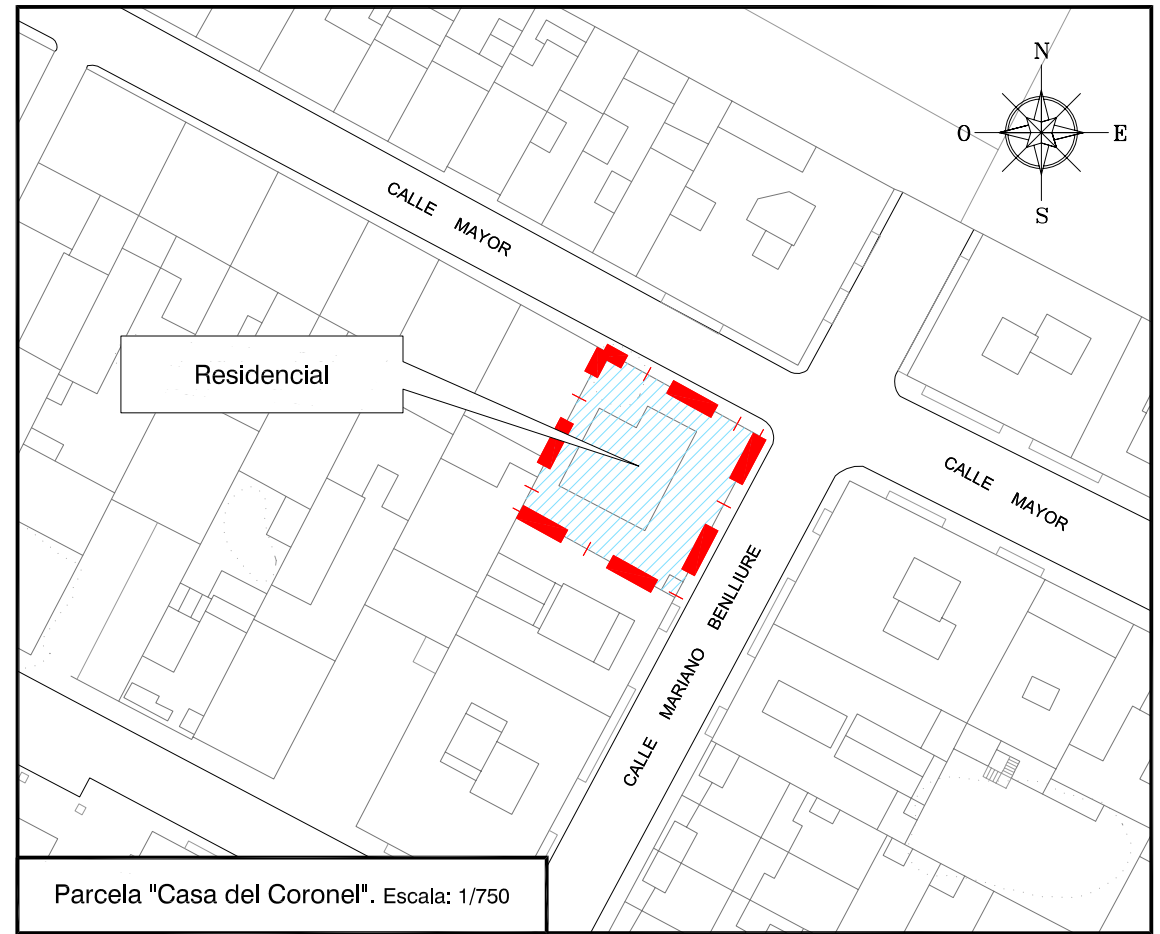 N
O E
S
CALLE MAYOR
Residencial
CALLE MAYOR
CALLE MARIANO BENLLIURE
Parcela "Casa del Coronel". Escala: 1/750